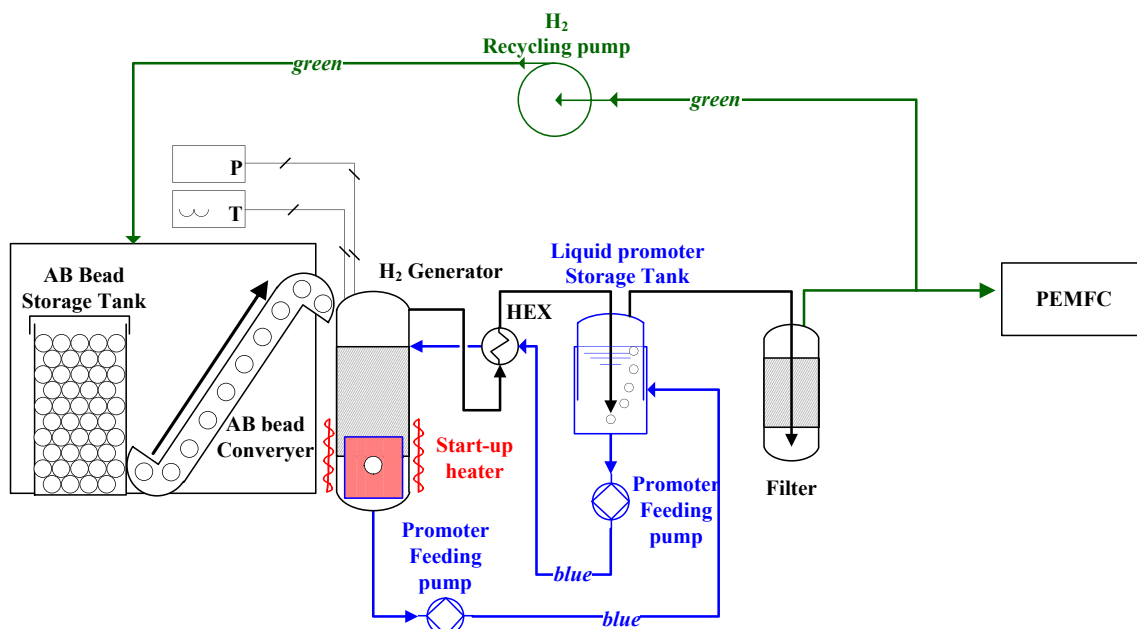 H2
Recycling pump
green
green
P
T
AB Bead
Storage Tank
H2 Generator
HEX
Liquid promoter
Storage Tank
PEMFC
AB bead
Converyer
Start-up
heater
Filter
Promoter
Feeding
pump
Promoter
Feeding
pump
blue
blue